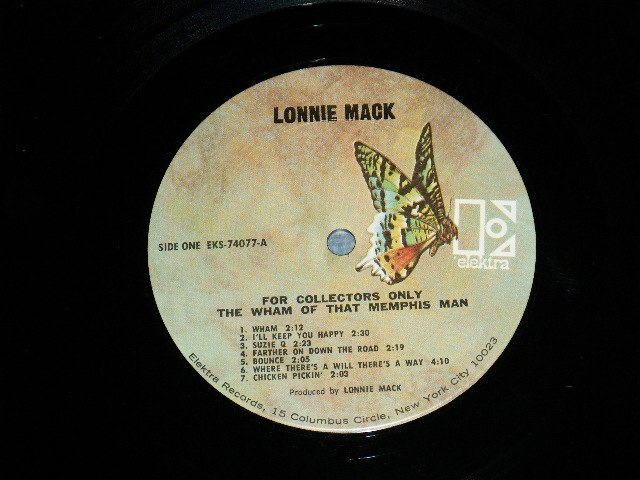 LONNIE MACK
SIDE ONE EKS-74077-A
elektra
FOR COLLECTORS ONLY
THE WHAM OF THAT MEMPHIS MAN
1. WHAM 2:12
2. I'LL KEEP YOU HAPPY 2:30
3. SUZIE Q 2:23
4. FARTHER ON DOWN THE ROAD 2:19
5. BOUNCE 2:05
6. WHERE THERE'S A WILL THERE'S A WAY 4:10
7. CHICKEN PICKIN' 2:03
Produced by LONNIE MACK
Elektra Records, 15 Columbus Circle, New York City 10023